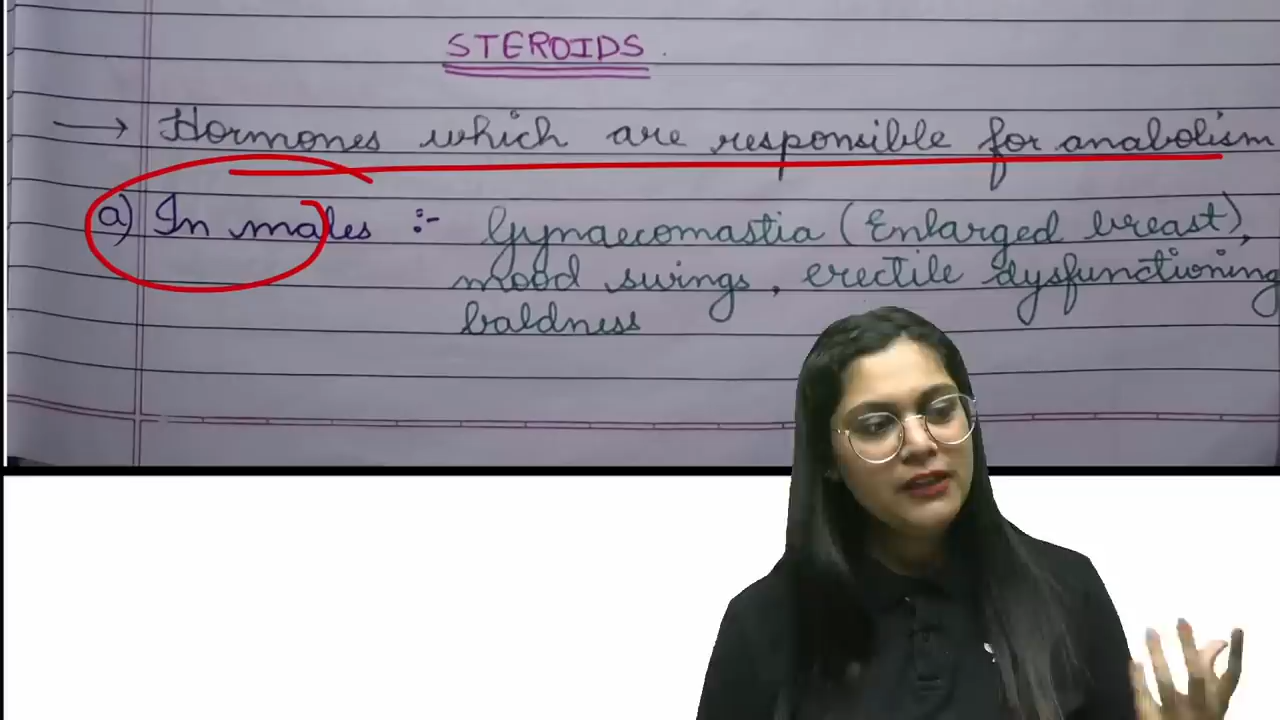 STEROIDS.
→ Hormones which are responsible for anabolism
a) In males :- Gynaecomastia (Enlarged breast),
mood swings, erectile dysfunctioning
baldness